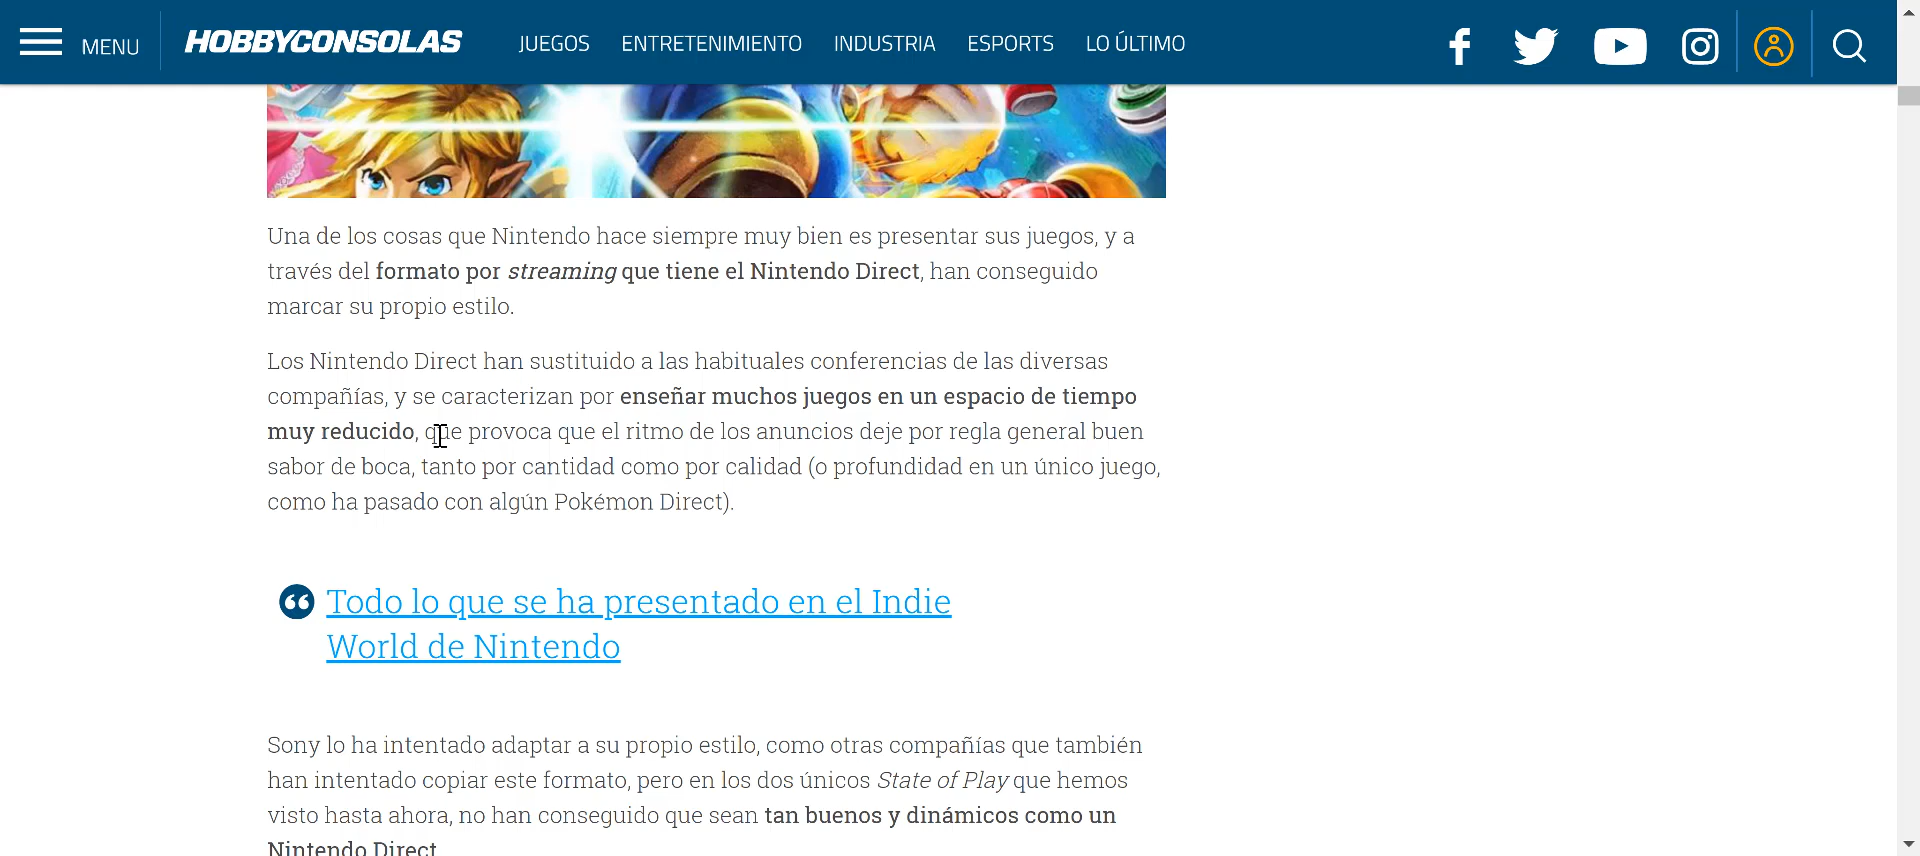 MENU HOBBYCONSOLAS JUEGOS ENTRETENIMIENTO INDUSTRIA ESPORTS LO ÚLTIMO
Una de los cosas que Nintendo hace siempre muy bien es presentar sus juegos, y a
través del formato por streaming que tiene el Nintendo Direct, han conseguido
marcar su propio estilo.
Los Nintendo Direct han sustituido a las habituales conferencias de las diversas
compañías, y se caracterizan por enseñar muchos juegos en un espacio de tiempo
muy reducido, que provoca que el ritmo de los anuncios deje por regla general buen
sabor de boca, tanto por cantidad como por calidad (o profundidad en un único juego,
como ha pasado con algún Pokémon Direct).
Todo lo que se ha presentado en el Indie
World de Nintendo
Sony lo ha intentado adaptar a su propio estilo, como otras compañías que también
han intentado copiar este formato, pero en los dos únicos State of Play que hemos
visto hasta ahora, no han conseguido que sean tan buenos y dinámicos como un
Nintendo Direct